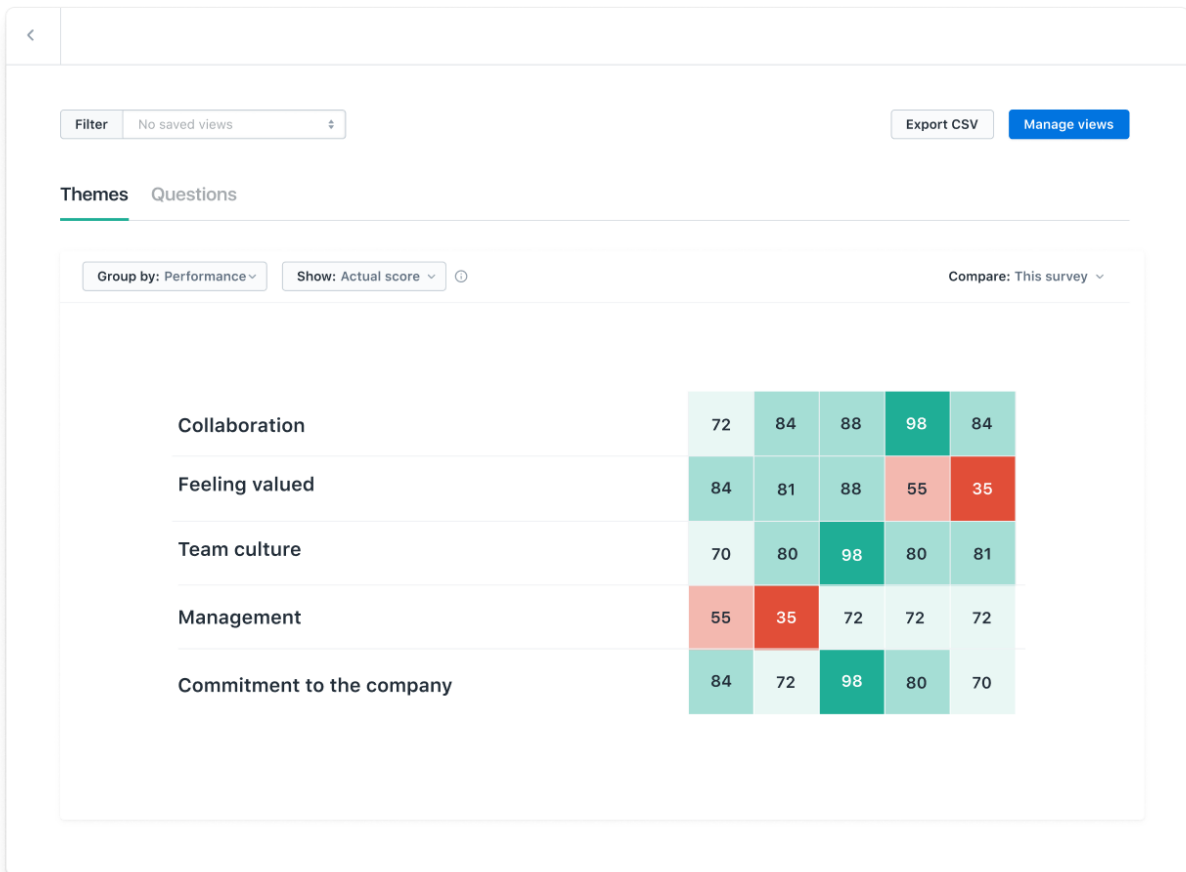 Filter No saved views Export CSV Manage views
Themes Questions
Group by: Performance Show: Actual score Compare: This survey
Collaboration 72 84 88 98 84
Feeling valued 84 81 88 55 35
Team culture 70 80 98 80 81
Management 55 35 72 72 72
Commitment to the company 84 72 98 80 70